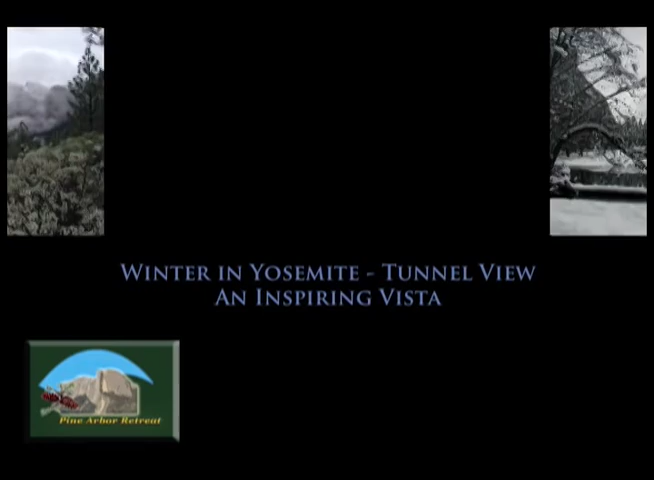 Winter in Yosemite - Tunnel View
An Inspiring Vista
Pine Arbor Retreat